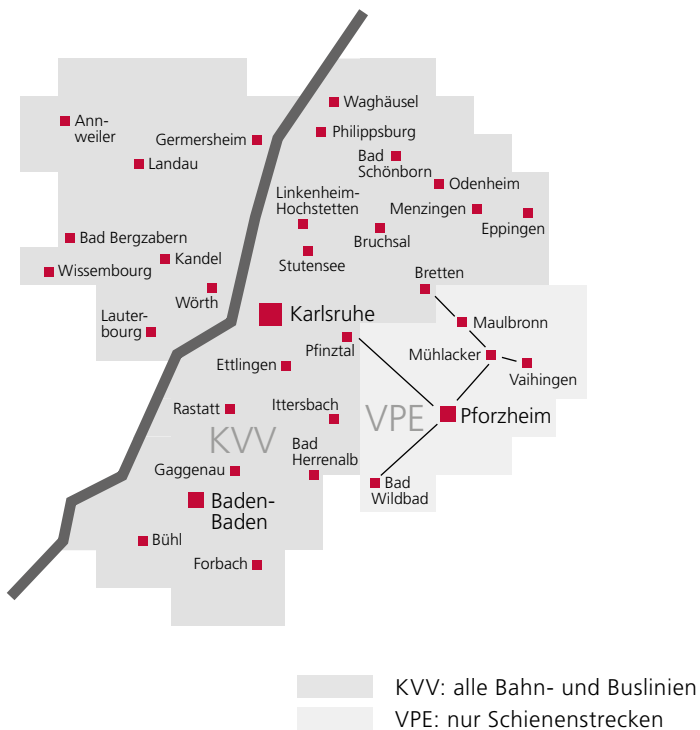 Waghäusel
Ann-
weiler
Philippsburg
Germersheim
Bad
Schönborn
Landau
Odenheim
Linkenheim-
Hochstetten
Menzingen
Eppingen
Bad Bergzabern
Bruchsal
Kandel
Stutensee
Wissembourg
Bretten
Wörth
Lauter-
bourg
Karlsruhe
Maulbronn
Pfinztal
Mühlacker
Ettlingen
Vaihingen
Rastatt
Ittersbach
VPE
Pforzheim
KVV
Bad
Herrenalb
Gaggenau
Bad
Wildbad
Baden-
Baden
Bühl
Forbach
KVV: alle Bahn- und Buslinien
VPE: nur Schienenstrecken